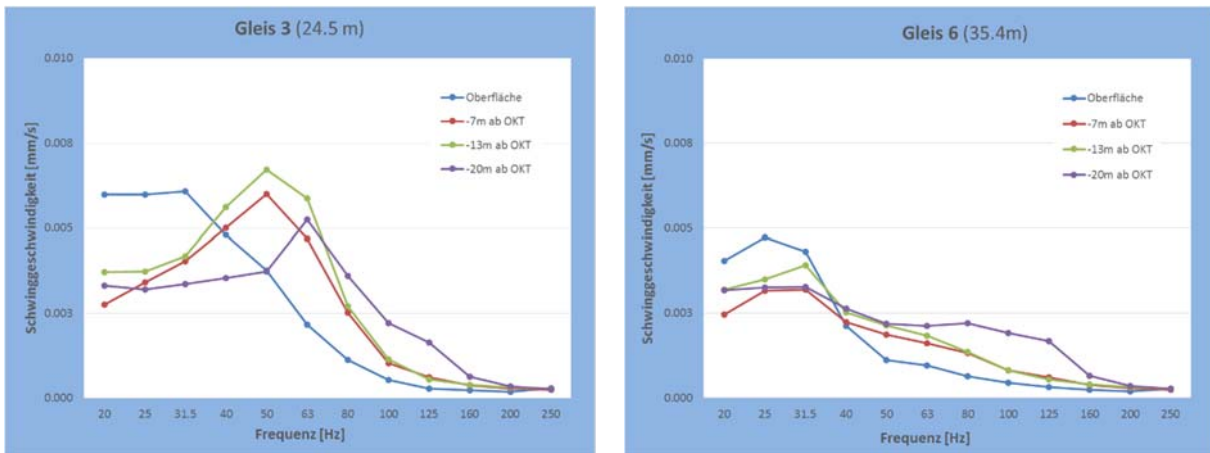 Gleis 3 (24.5 m)
0.010
0.008
0.005
0.003
0.000
Schwinggeschwindigkeit [mm/s]
Oberfläche
-7m ab OKT
-13m ab OKT
-20m ab OKT
20 25 31.5 40 50 63 80 100 125 160 200 250
Frequenz [Hz]
Gleis 6 (35.4m)
0.010
0.008
0.005
0.003
0.000
Schwinggeschwindigkeit [mm/s]
Oberfläche
-7m ab OKT
-13m ab OKT
-20m ab OKT
20 25 31.5 40 50 63 80 100 125 160 200 250
Frequenz [Hz]